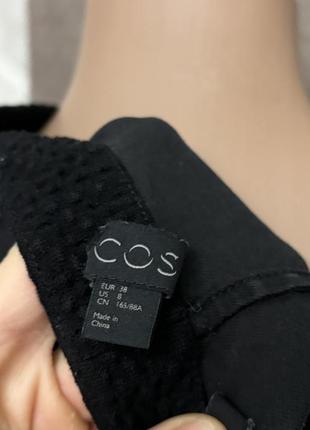 COS
EUR 38
US 8
CN 165/88A
Made in
China